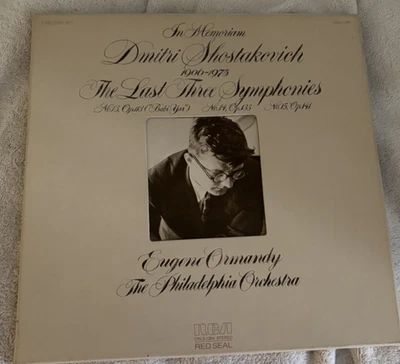 In Memoriam
Dmitri Shostakovich
1906-1975
The Last Three Symphonies
No.13, Op.113 ("Babi Yar") No.14, Op.135 No.15, Op.141
Eugene Ormandy
The Philadelphia Orchestra
RCA
RED SEAL